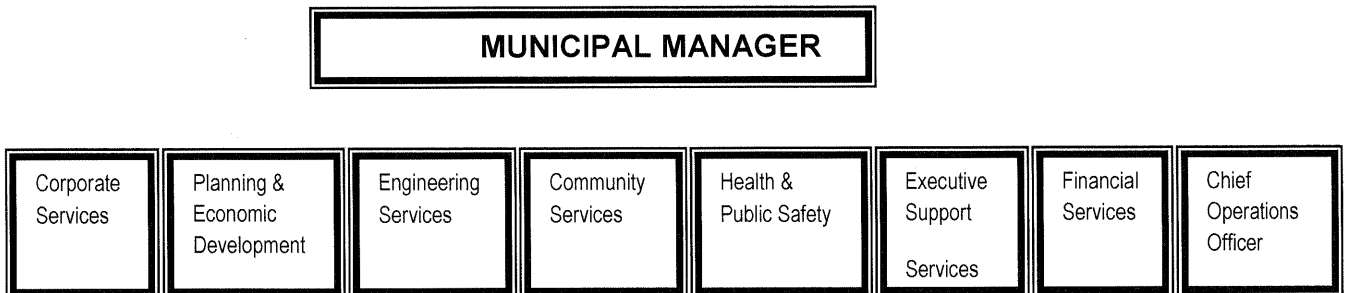 MUNICIPAL MANAGER
Corporate
Services
Planning &
Economic
Development
Engineering
Services
Community
Services
Health &
Public Safety
Executive
Support
Services
Financial
Services
Chief
Operations
Officer